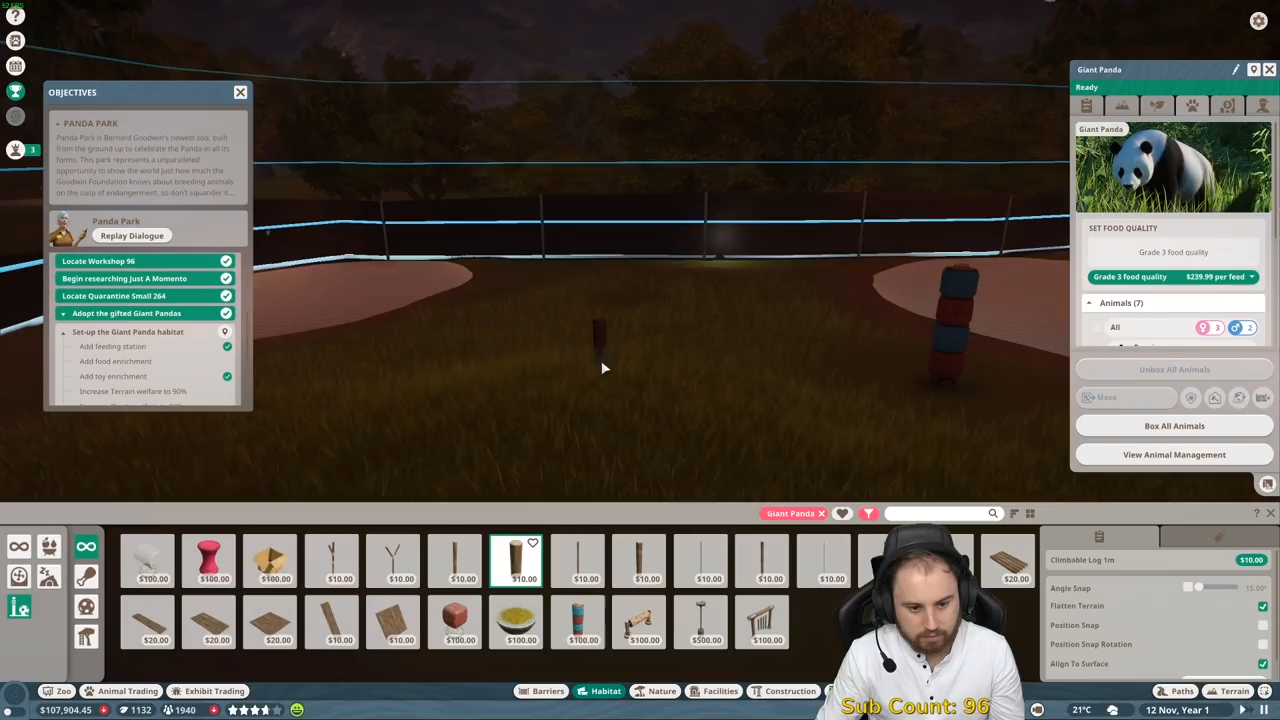 52 FPS
OBJECTIVES
PANDA PARK
Panda Park is Bernard Goodwin's newest zoo, built
from the ground up to celebrate the Panda in all its
forms. This park represents a unparalleled
opportunity to show the world just how much the
Goodwin Foundation knows about breeding animals
on the cusp of endangerment, so don't squander it...
Panda Park
Replay Dialogue
Locate Workshop 96
Begin researching Just A Momento
Locate Quarantine Small 264
Adopt the gifted Giant Pandas
Set-up the Giant Panda habitat
Add feeding station
Add food enrichment
Add toy enrichment
Increase Terrain welfare to 90%
3
Giant Panda
Ready
Giant Panda
SET FOOD QUALITY
Grade 3 food quality
Grade 3 food quality $239.99 per feed
Animals (7)
All 3 2
Unbox All Animals
Move
Box All Animals
View Animal Management
Giant Panda
$100.00 $100.00 $100.00 $10.00 $10.00 $10.00 $10.00 $10.00 $10.00 $10.00 $10.00 $10.00 $20.00
$20.00 $20.00 $20.00 $10.00 $10.00 $100.00 $100.00 $100.00 $100.00 $500.00 $100.00
Climbable Log 1m $10.00
Angle Snap 15.00°
Flatten Terrain
Position Snap
Position Snap Rotation
Align To Surface
Zoo Animal Trading Exhibit Trading Barriers Habitat Nature Facilities Construction Paths Terrain
$107,904.45 1132 1940 21°C 12 Nov, Year 1
Sub Count: 96